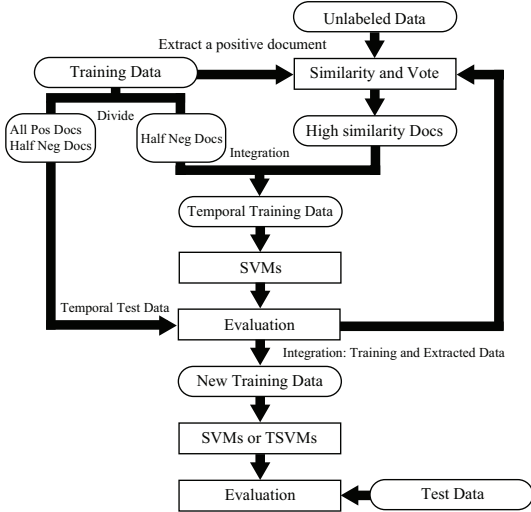 Unlabeled Data
Extract a positive document
Training Data
Similarity and Vote
Divide
All Pos Docs
Half Neg Docs
Half Neg Docs
High similarity Docs
Integration
Temporal Training Data
SVMs
Temporal Test Data
Evaluation
Integration: Training and Extracted Data
New Training Data
SVMs or TSVMs
Evaluation
Test Data